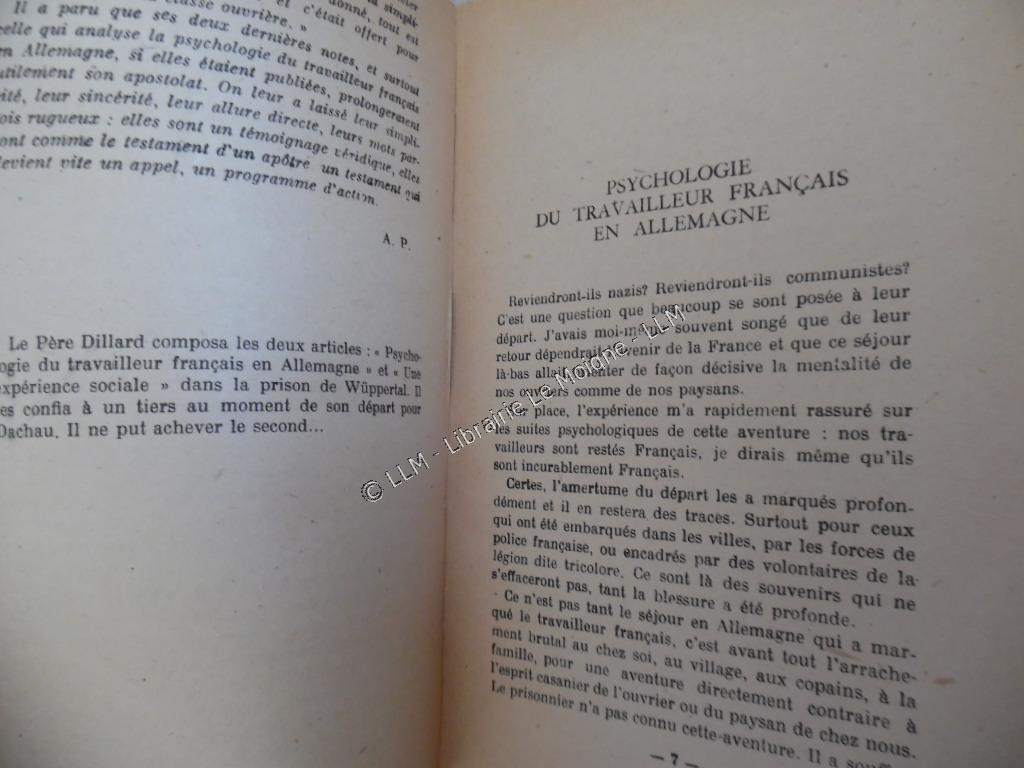 donné, tout est
classe ouvrière. » et c'était offert pour
Il a paru que ses deux dernières notes, et surtout
celle qui analyse la psychologie du travailleur français
en Allemagne, si elles étaient publiées, prolongeraient
utilement son apostolat. On leur a laissé leur simpli-
cité, leur sincérité, leur allure directe, leurs mots par-
fois rugueux : elles sont un témoignage véridique, elles
sont comme le testament d'un apôtre un testament qui
devient vite un appel, un programme d'action.
A. P.
Le Père Dillard composa les deux articles : « Psycho-
logie du travailleur français en Allemagne » et « Une
expérience sociale » dans la prison de Wüppertal. Il
les confia à un tiers au moment de son départ pour
Dachau. Il ne put achever le second...
PSYCHOLOGIE
DU TRAVAILLEUR FRANÇAIS
EN ALLEMAGNE
Reviendront-ils nazis? Reviendront-ils communistes?
C'est une question que beaucoup se sont posée à leur
départ. J'avais moi-même souvent songé que de leur
retour dépendrait l'avenir de la France et que ce séjour
là-bas allait orienter de façon décisive la mentalité de
nos ouvriers comme de nos paysans.
place, l'expérience m'a rapidement rassuré sur
les suites psychologiques de cette aventure : nos tra-
vailleurs sont restés Français, je dirais même qu'ils
sont incurablement Français.
Certes, l'amertume du départ les a marqués profon-
dément et il en restera des traces. Surtout pour ceux
qui ont été embarqués dans les villes, par les forces de
police française, ou encadrés par des volontaires de la
légion dite tricolore. Ce sont là des souvenirs qui ne
s'effaceront pas, tant la blessure a été profonde.
Ce n'est pas tant le séjour en Allemagne qui a mar-
qué le travailleur français, c'est avant tout l'arrache-
ment brutal au chez soi, au village, aux copains, à la
famille, pour une aventure directement contraire à
l'esprit casanier de l'ouvrier ou du paysan de chez nous.
Le prisonnier n'a pas connu cette aventure. Il a
— 7 —
© LLM - Librairie Le Moigne - LLM